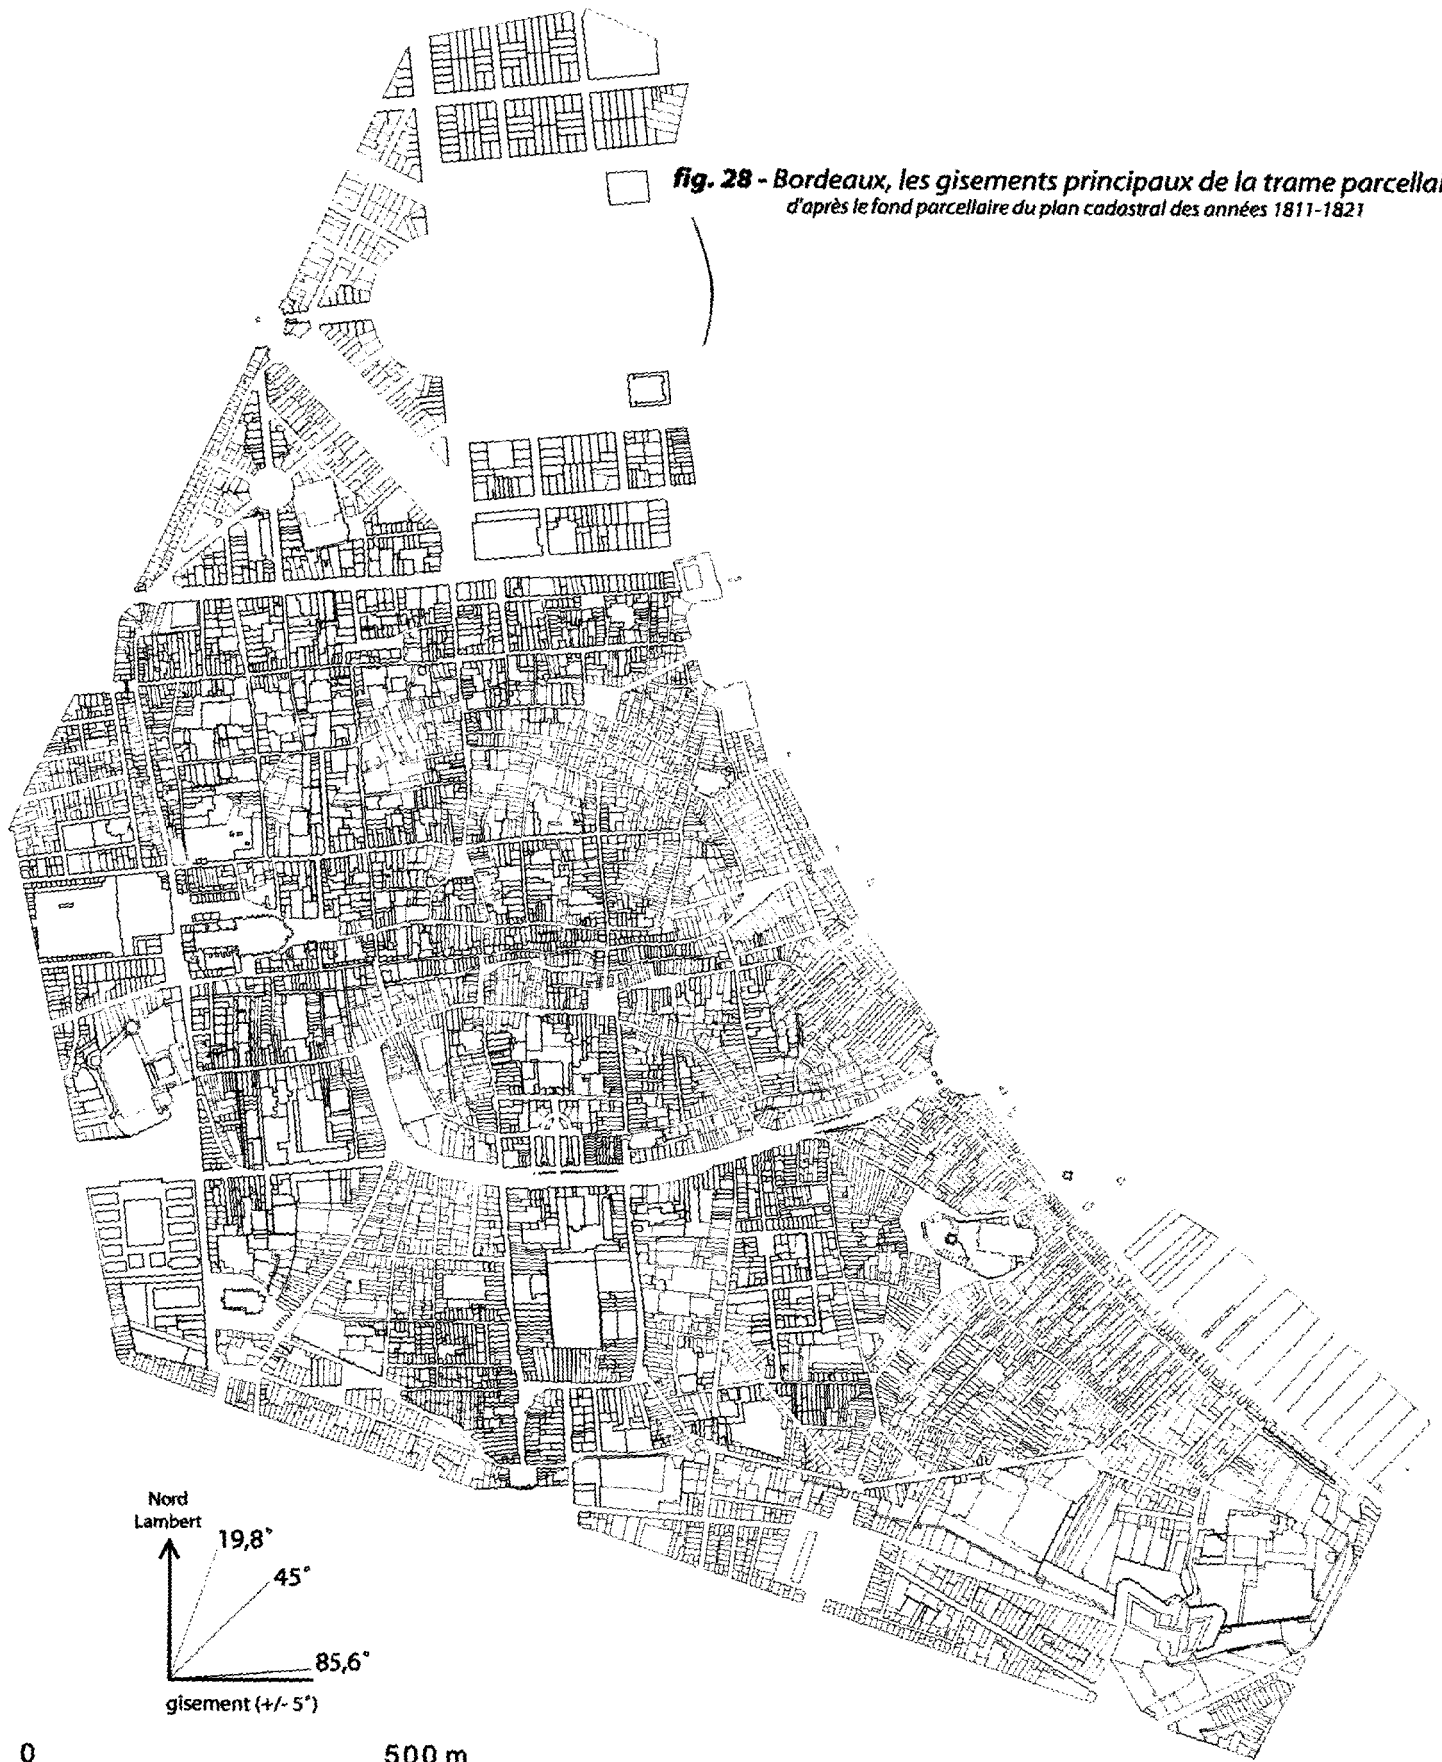 fig. 28 - Bordeaux, les gisements principaux de la trame
d'après le fond parcellaire du plan cadastral des années 1811-1821
Nord
Lambert
19,8°
45°
85,6°
gisement (+/- 5°)
0 500 m